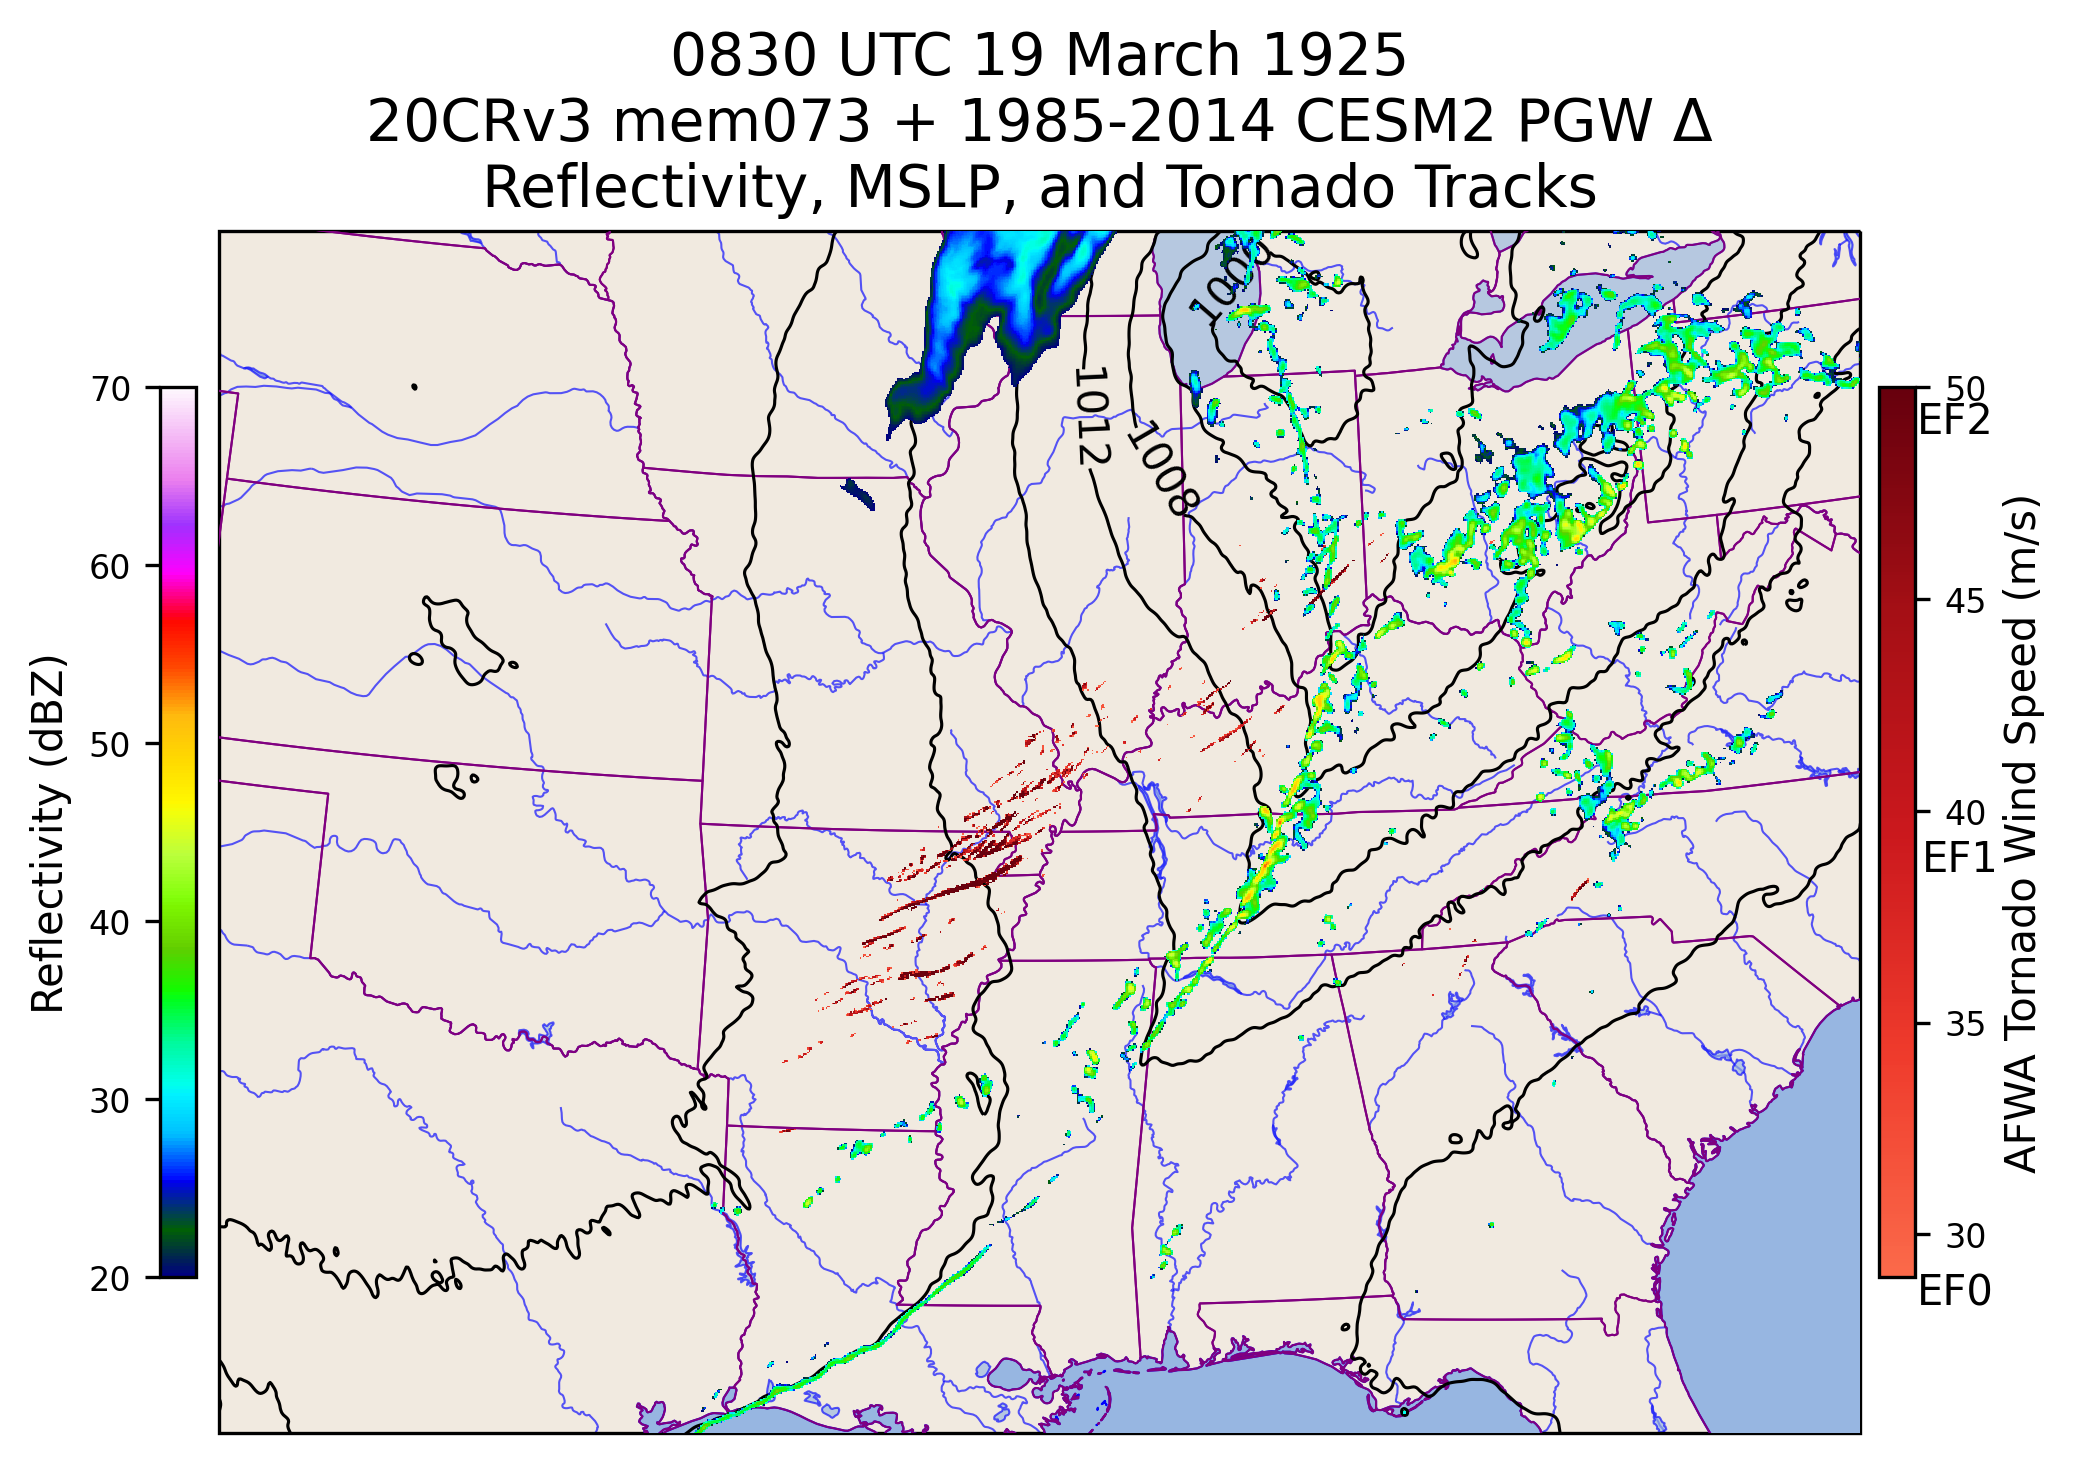 0830 UTC 19 March 1925
20CRv3 mem073 + 1985-2014 CESM2 PGW Δ
Reflectivity, MSLP, and Tornado Tracks
1000
1012
1008
70
60
50
40
30
20
Reflectivity (dBZ)
50
EF2
45
40
EF1
35
30
EF0
AFWA Tornado Wind Speed (m/s)